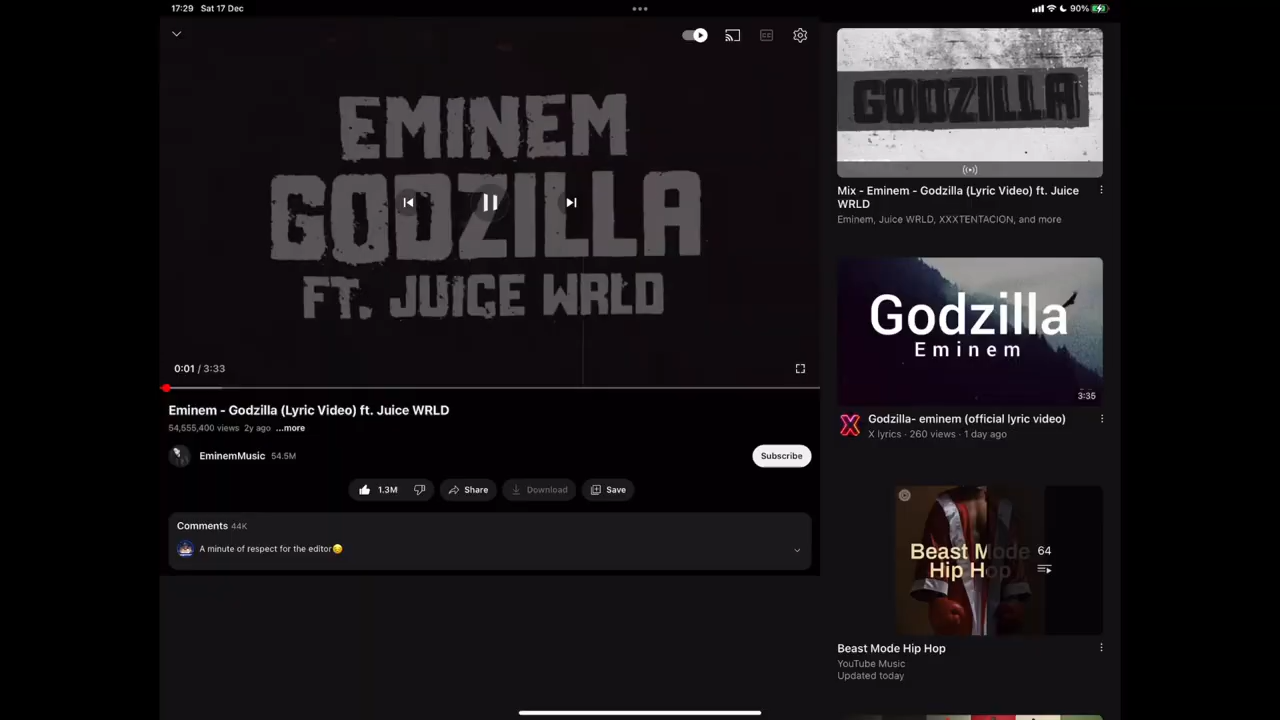 17:29 Sat 17 Dec
90%
EMINEM
GODZILLA
FT. JUICE WRLD
0:01 / 3:33
Eminem - Godzilla (Lyric Video) ft. Juice WRLD
54,555,400 views 2y ago ...more
EminemMusic 54.5M
Subscribe
1.3M
Share
Download
Save
Comments 44K
A minute of respect for the editor😔
GODZILLA
Mix - Eminem - Godzilla (Lyric Video) ft. Juice
WRLD
Eminem, Juice WRLD, XXXTENTACION, and more
Godzilla
Eminem
3:35
X
Godzilla- eminem (official lyric video)
X lyrics · 260 views · 1 day ago
Beast Mode
Hip Hop
64
Beast Mode Hip Hop
YouTube Music
Updated today